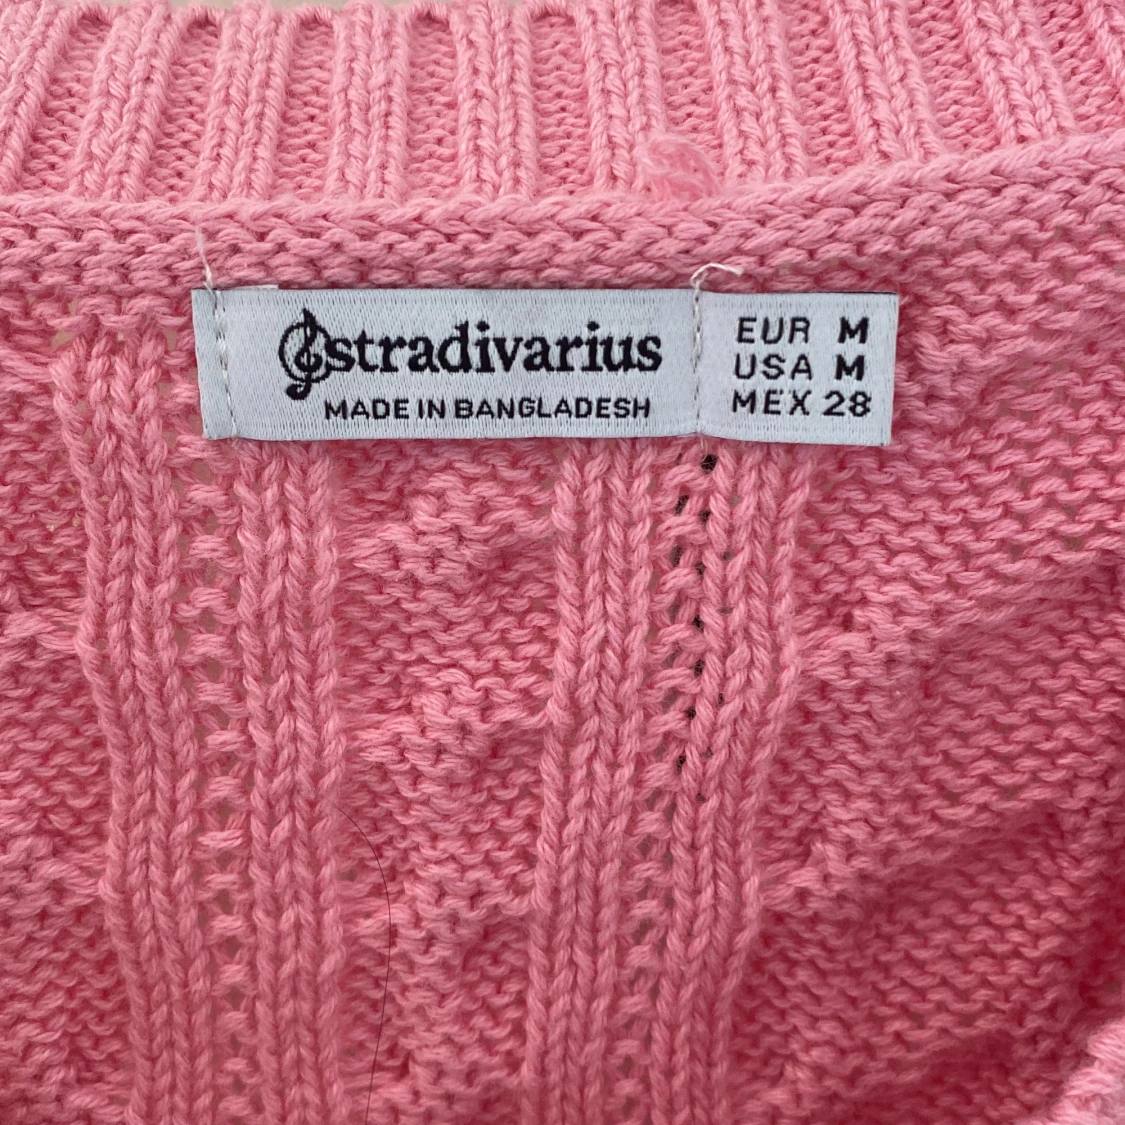 stradivarius
MADE IN BANGLADESH
EUR M
USA M
MEX 28